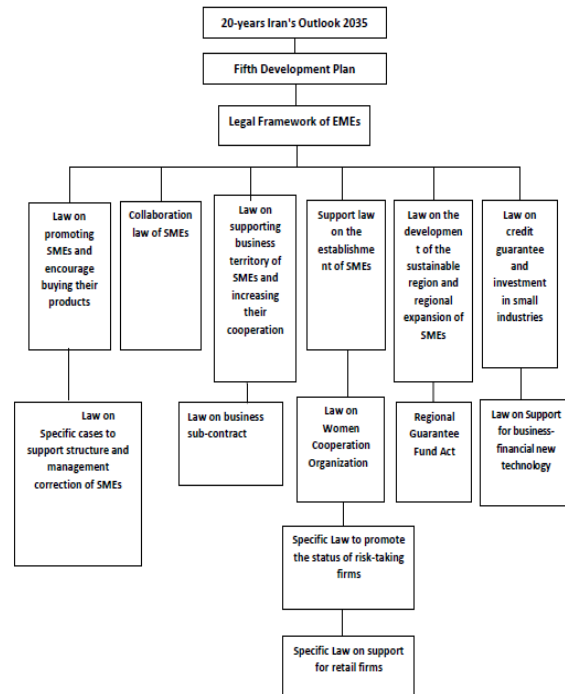 20-years Iran's Outlook 2035
Fifth Development Plan
Legal Framework of EMEs
Law on
promoting
SMEs and
encourage
buying their
products
Collaboration
law of SMEs
Law on
supporting
business
territory of
SMEs and
increasing
their
cooperation
Support law
on the
establishme
nt of SMEs
Law on the
developmen
t of the
sustainable
region and
regional
expansion of
SMEs
Law on
credit
guarantee
and
investment
in small
industries
Law on
Specific cases to
support structure and
management
correction of SMEs
Law on business
sub-contract
Law on
Women
Cooperation
Organization
Regional
Guarantee
Fund Act
Law on Support
for business-
financial new
technology
Specific Law to promote
the status of risk-taking
firms
Specific Law on support
for retail firms